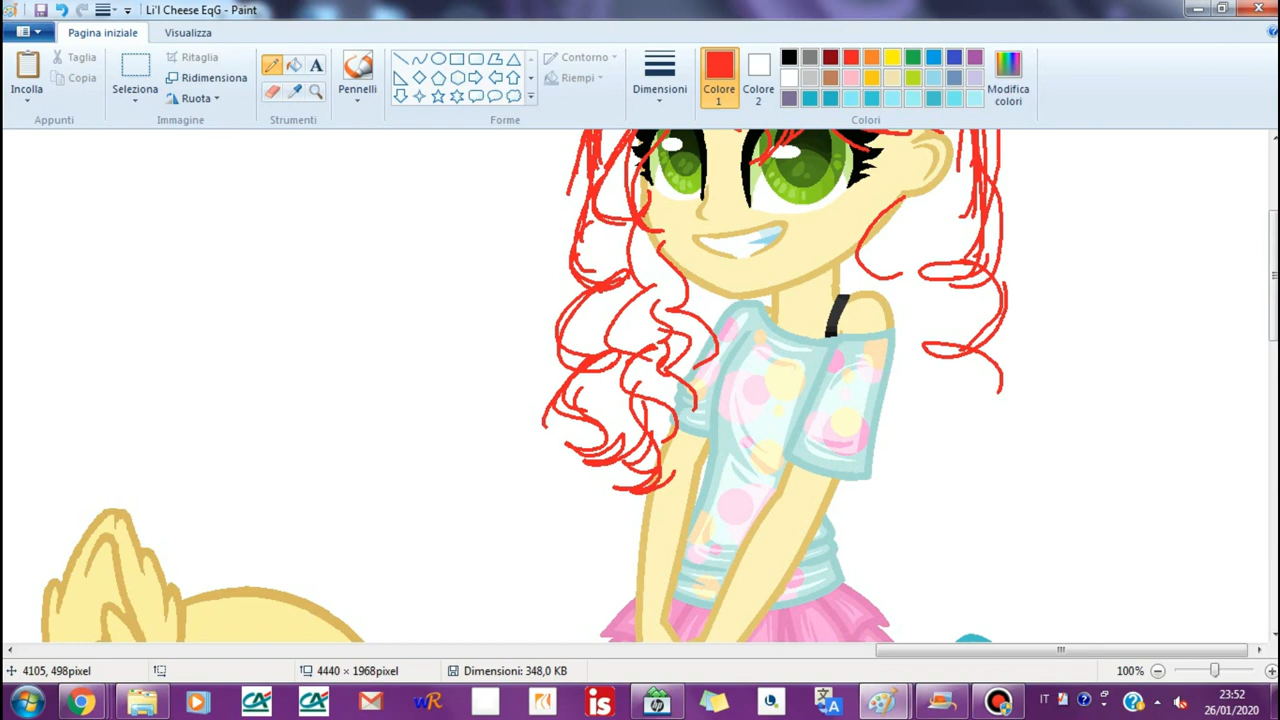 Li'l Cheese EqG - Paint
Pagina iniziale
Visualizza
Incolla
Taglia
Copia
Appunti
Seleziona
Ritaglia
Ridimensiona
Ruota
Immagine
A
Strumenti
Pennelli
Contorno
Riempi
Forme
Dimensioni
Colore
1
Colore
2
Modifica
colori
Colori
4105, 498pixel
4440 × 1968pixel
Dimensioni: 348,0 KB
100%
IT
23:52
26/01/2020